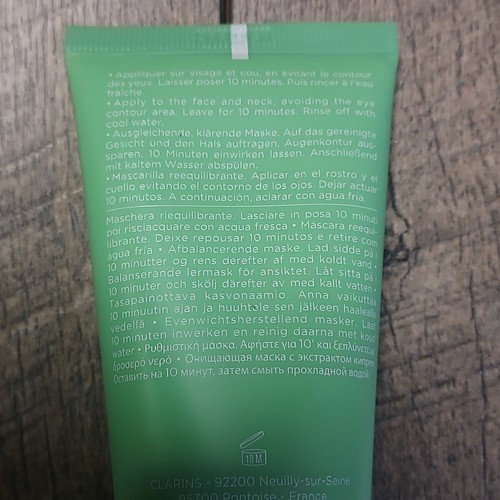 • Appliquer sur visage et cou, en évitant le contour
des yeux. Laisser poser 10 minutes. Puis rincer à l'eau
fraîche.
• Apply to the face and neck, avoiding the eye
contour area. Leave for 10 minutes. Rinse off with
cool water.
• Ausgleichende, klärende Maske. Auf das gereinigte
Gesicht und den Hals auftragen, Augenkontur aus-
sparen. 10 Minuten einwirken lassen. Anschließend
mit kaltem Wasser abspülen.
• Mascarilla reequilibrante. Aplicar en el rostro y el
cuello evitando el contorno de los ojos. Dejar actuar
10 minutos. A continuación, aclarar con agua fría.
Maschera riequilibrante. Lasciare in posa 10 minuti
poi risciacquare con acqua fresca • Máscara reequi-
librante. Deixe repousar 10 minutos e retire com
água fria • Afbalancerende maske. Lad sidde på i
10 minutter og rens derefter af med koldt vand •
Balanserande lermask för ansiktet. Låt sitta på i
10 minuter och skölj därefter av med kallt vatten •
Tasapainottava kasvonaamio. Anna vaikuttaa
10 minuutin ajan ja huuhtele sen jälkeen haalealla
vedellä • Evenwichtsherstellend masker. Laat
10 minuten inwerken en reinig daarna met koud
water • Ρυθμιστική μάσκα. Αφήστε για 10' και ξεπλύνετε με
δροσερό νερό • Очищающая маска с экстрактом кипрея.
Оставить на 10 минут, затем смыть прохладной водой.
18 M
CLARINS - 92200 Neuilly-sur-Seine
95300 Pontoise - France